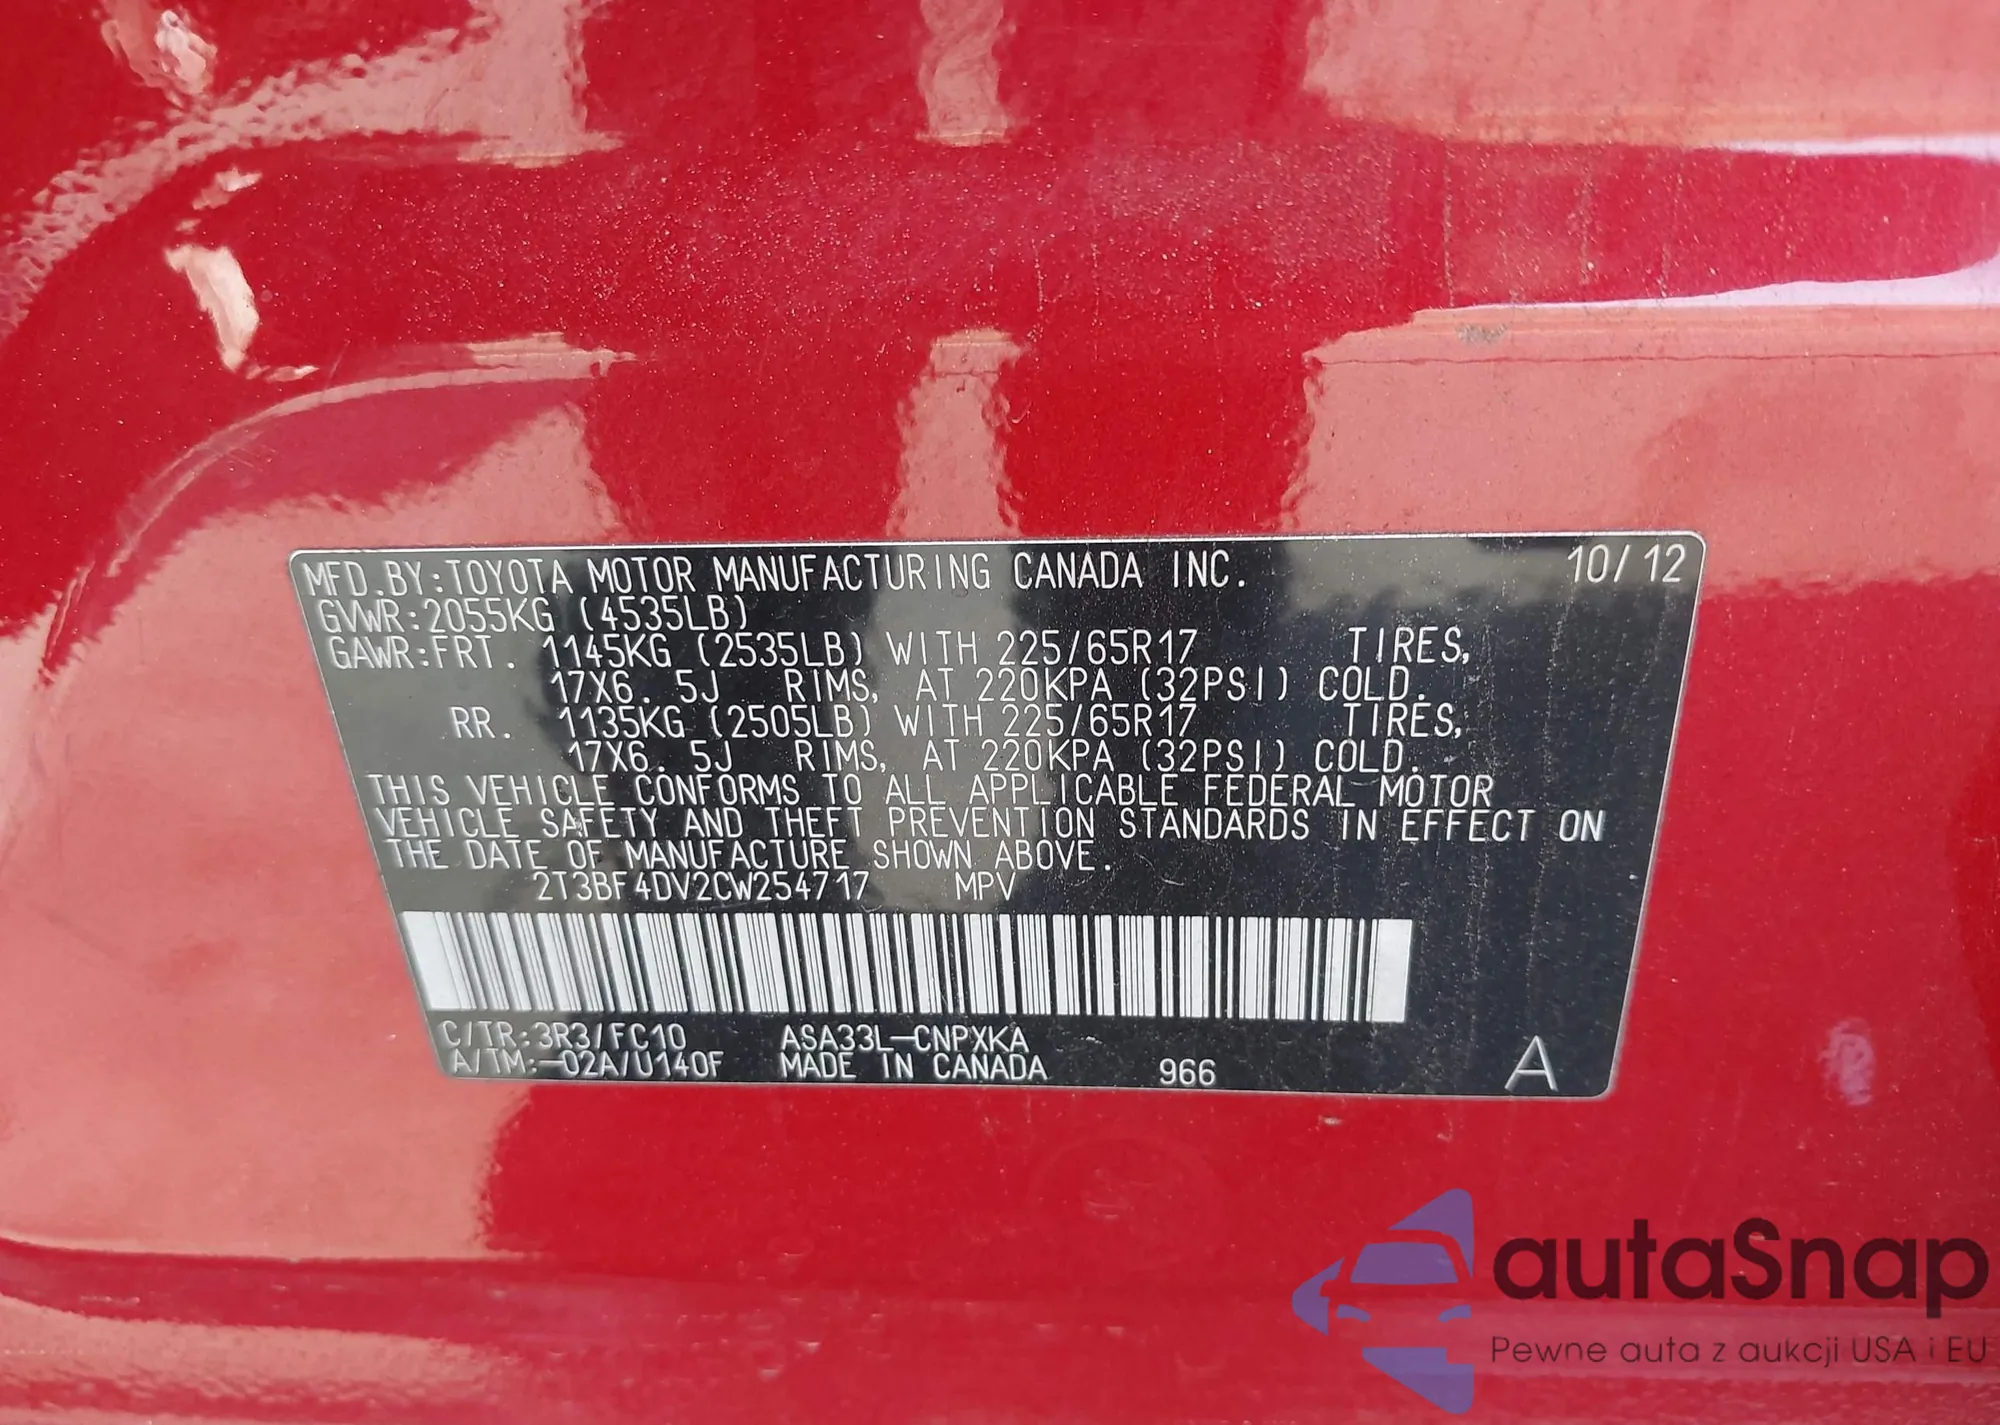 MFD.BY:TOYOTA MOTOR MANUFACTURING CANADA INC. 10/12
GVWR:2055KG (4535LB)
GAWR:FRT. 1145KG (2535LB) WITH 225/65R17 TIRES,
17X6.5J RIMS, AT 220KPA (32PSI) COLD.
RR. 1135KG (2505LB) WITH 225/65R17 TIRES,
17X6.5J RIMS, AT 220KPA (32PSI) COLD.
THIS VEHICLE CONFORMS TO ALL APPLICABLE FEDERAL MOTOR
VEHICLE SAFETY AND THEFT PREVENTION STANDARDS IN EFFECT ON
THE DATE OF MANUFACTURE SHOWN ABOVE.
2T3BF4DV2CW254717 MPV
C/TR:3R3/FC10 ASA33L-CNPXKA
A/TM:-02A/U140F MADE IN CANADA 966 A
autaSnap
Pewne auta z aukcji USA i EU